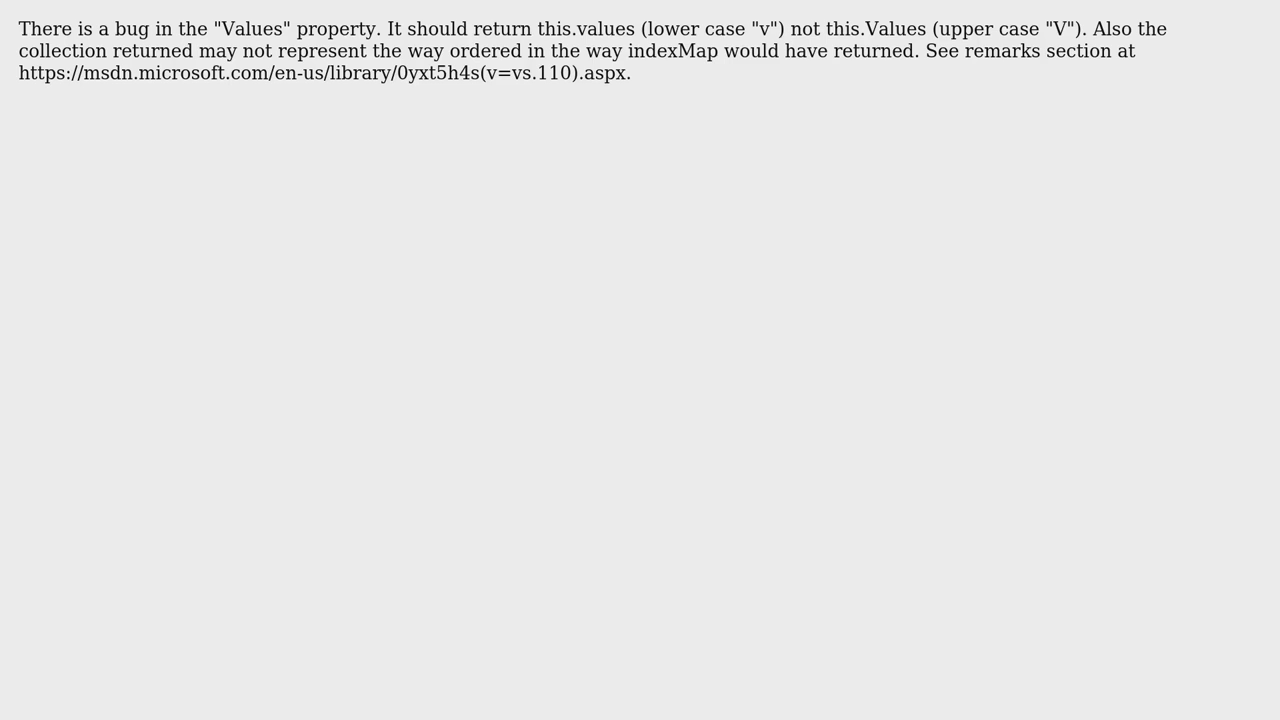 There is a bug in the "Values" property. It should return this.values (lower case "v") not this.Values (upper case "V"). Also the
collection returned may not represent the way ordered in the way indexMap would have returned. See remarks section at
https://msdn.microsoft.com/en-us/library/0yxt5h4s(v=vs.110).aspx.